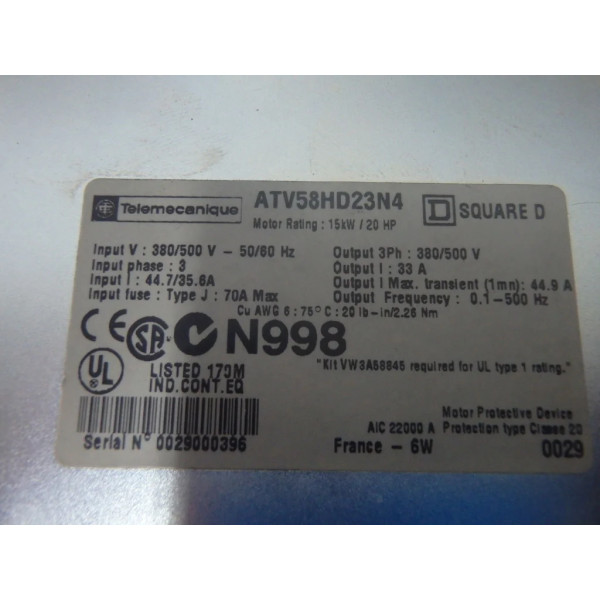 Telemecanique ATV58HD23N4 D SQUARE D
Motor Rating : 15kW / 20 HP
Input V : 380/500 V - 50/60 Hz Output 3Ph : 380/500 V
Input phase : 3 Output I : 33 A
Input I : 44.7/35.6A Output I Max. transient (1mn) : 44.9 A
Input fuse : Type J : 70A Max Output Frequency : 0.1-500 Hz
Cu AWG 6 : 75° C : 20 lb-in/2.26 Nm
CE SA C N998
UL "Kit VW3A58845 required for UL type 1 rating."
LISTED 173M
IND.CONT.EQ
Motor Protective Device
AIC 22000 A Protection type Classe 20
Serial N° 0029000396 France - 6W 0029